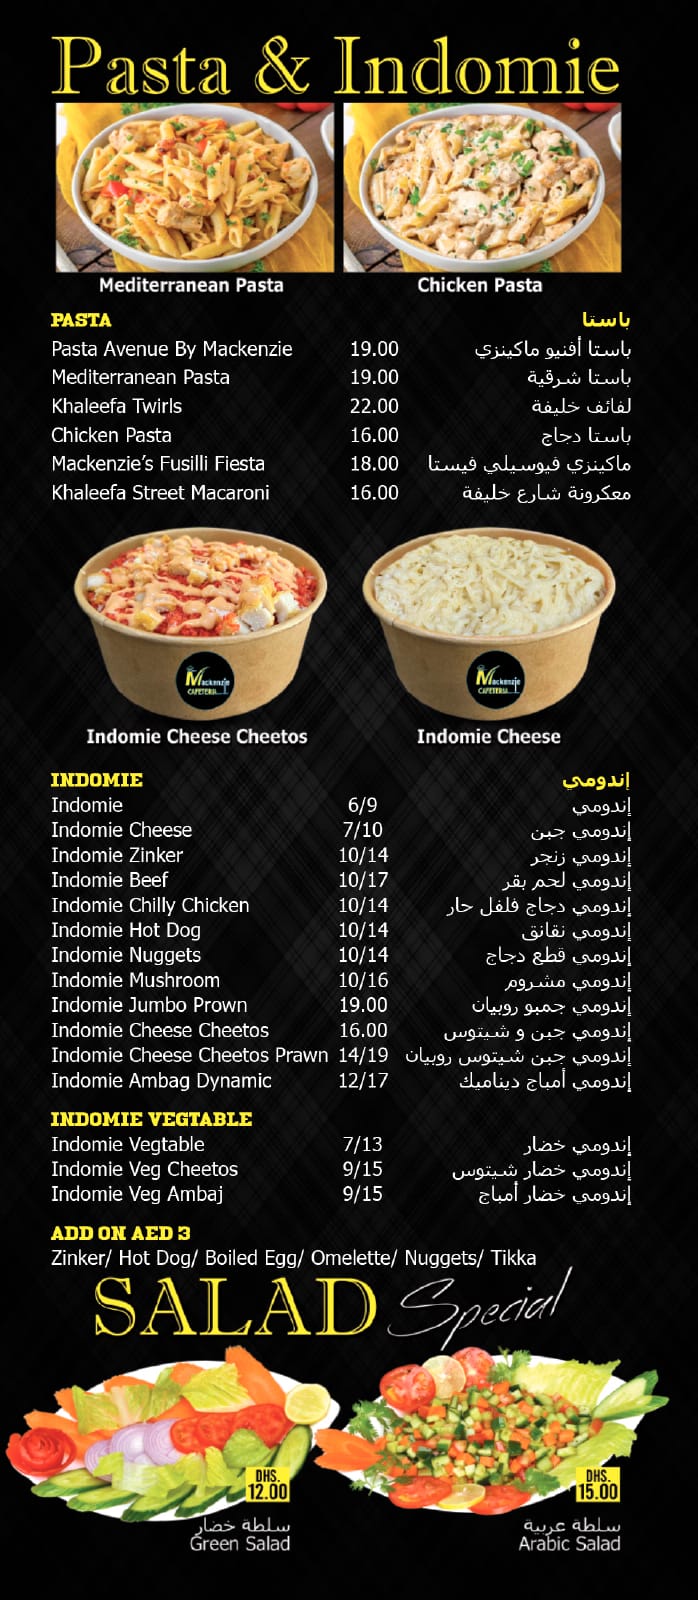 Pasta & Indomie
Mediterranean Pasta
Chicken Pasta
PASTA باستا
Pasta Avenue By Mackenzie 19.00 باستا أفنيو ماكينزي
Mediterranean Pasta 19.00 باستا شرقية
Khaleefa Twirls 22.00 لفائف خليفة
Chicken Pasta 16.00 باستا دجاج
Mackenzie's Fusilli Fiesta 18.00 ماكينزي فيوسيلي فيستا
Khaleefa Street Macaroni 16.00 معكرونة شارع خليفة
Mackenzie
CAFETERIA
Mackenzie
CAFETERIA
Indomie Cheese Cheetos
Indomie Cheese
INDOMIE إندومي
Indomie 6/9 إندومي
Indomie Cheese 7/10 إندومي جبن
Indomie Zinker 10/14 إندومي زنجر
Indomie Beef 10/17 إندومي لحم بقر
Indomie Chilly Chicken 10/14 إندومي دجاج فلفل حار
Indomie Hot Dog 10/14 إندومي نقانق
Indomie Nuggets 10/14 إندومي قطع دجاج
Indomie Mushroom 10/16 إندومي مشروم
Indomie Jumbo Prown 19.00 إندومي جمبو روبيان
Indomie Cheese Cheetos 16.00 إندومي جبن و شيتوس
Indomie Cheese Cheetos Prawn 14/19 إندومي جبن شيتوس روبيان
Indomie Ambag Dynamic 12/17 إندومي أمباج ديناميك
INDOMIE VEGTABLE
Indomie Vegtable 7/13 إندومي خضار
Indomie Veg Cheetos 9/15 إندومي خضار شيتوس
Indomie Veg Ambaj 9/15 إندومي خضار أمباج
ADD ON AED 3
Zinker/ Hot Dog/ Boiled Egg/ Omelette/ Nuggets/ Tikka
SALAD Special
DHS.
12.00
سلطة خضار
Green Salad
DHS.
15.00
سلطة عربية
Arabic Salad